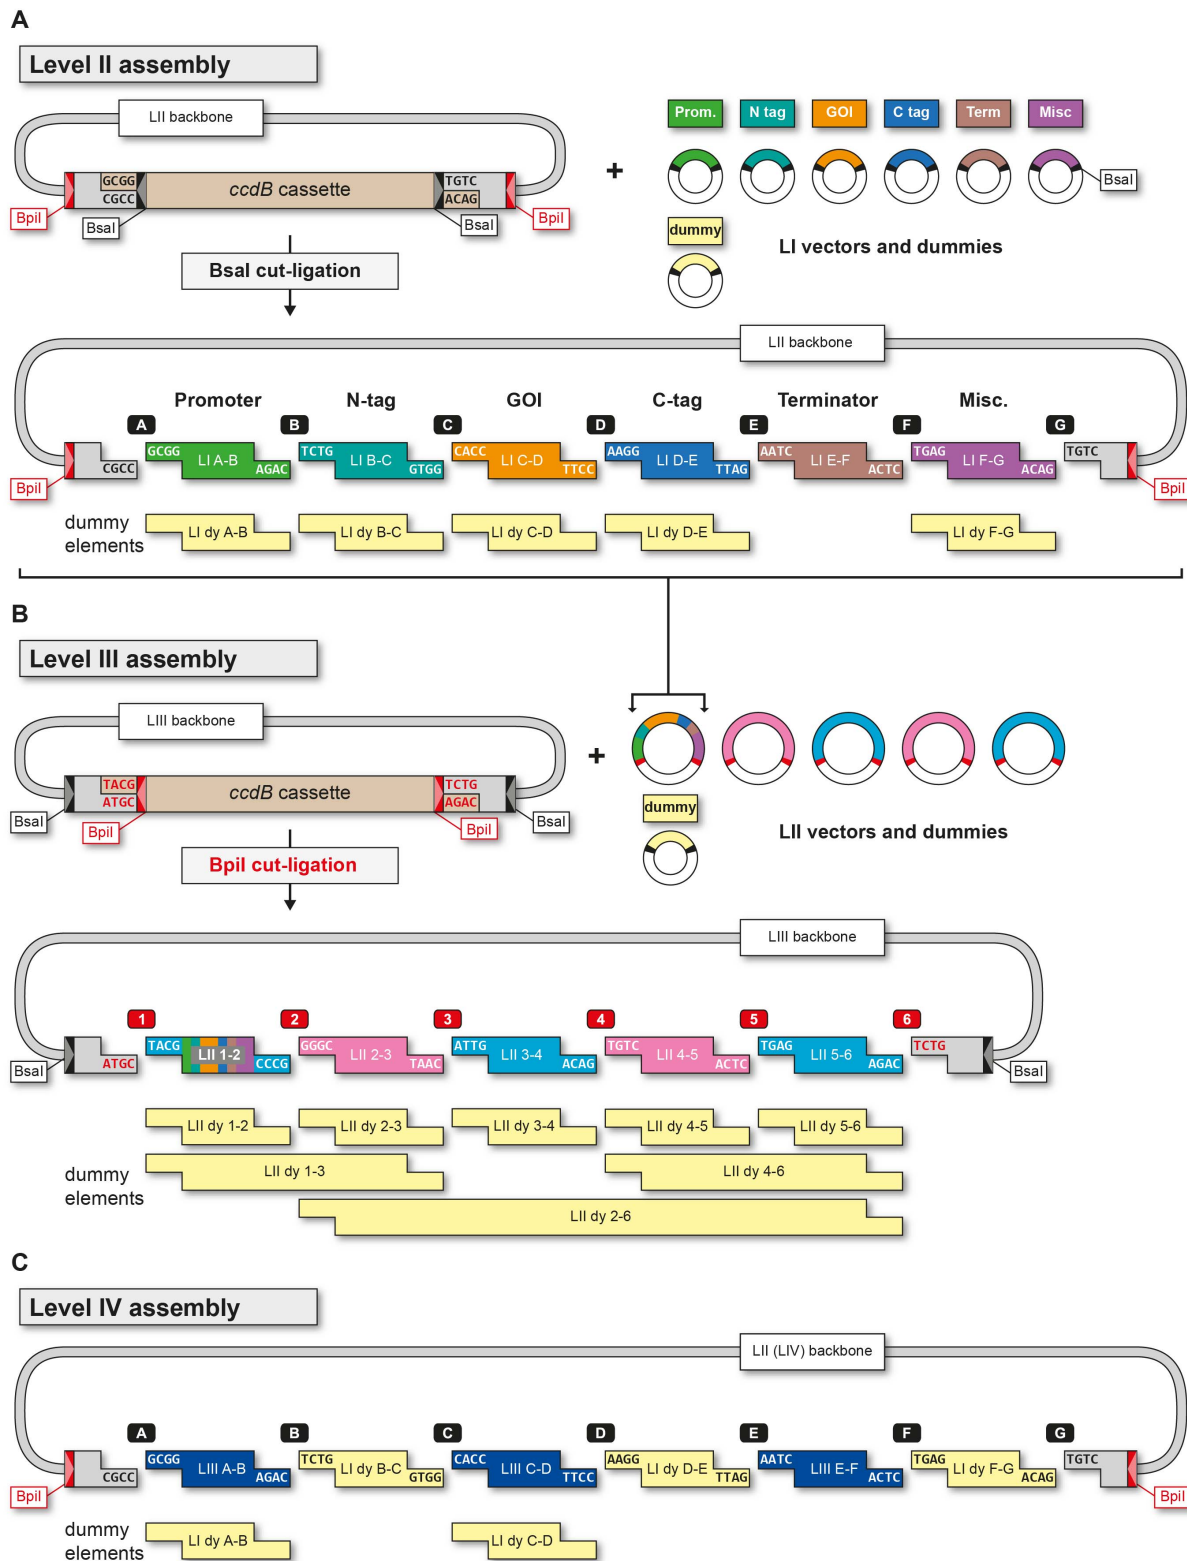 A
Level II assembly
LII backbone
Prom.
N tag
GOI
C tag
Term
Misc
GCGG
CGCC
ccdB cassette
TGTC
ACAG
+
BsaI
BpiI
BsaI
BsaI
BpiI
dummy
LI vectors and dummies
BsaI cut-ligation
LII backbone
Promoter
N-tag
GOI
C-tag
Terminator
Misc.
A
B
C
D
E
F
G
CGCC
GCGG
LI A-B
AGAC
TCTG
LI B-C
GTGG
CACC
LI C-D
TTCC
AAGG
LI D-E
TTAG
AATC
LI E-F
ACTC
TGAG
LI F-G
ACAG
TGTC
BpiI
BpiI
dummy
elements
LI dy A-B
LI dy B-C
LI dy C-D
LI dy D-E
LI dy F-G
B
Level III assembly
LIII backbone
+
TACG
ATGC
ccdB cassette
TCTG
AGAC
BsaI
BpiI
BpiI
BsaI
dummy
LII vectors and dummies
BpiI cut-ligation
LIII backbone
1
2
3
4
5
6
ATGC
TACG
LII 1-2
CCCG
GGGC
LII 2-3
TAAC
ATTG
LII 3-4
ACAG
TGTC
LII 4-5
ACTC
TGAG
LII 5-6
AGAC
TCTG
BsaI
BsaI
LII dy 1-2
LII dy 2-3
LII dy 3-4
LII dy 4-5
LII dy 5-6
dummy
elements
LII dy 1-3
LII dy 4-6
LII dy 2-6
C
Level IV assembly
LII (LIV) backbone
A
B
C
D
E
F
G
CGCC
GCGG
LIII A-B
AGAC
TCTG
LI dy B-C
GTGG
CACC
LIII C-D
TTCC
AAGG
LI dy D-E
TTAG
AATC
LIII E-F
ACTC
TGAG
LI dy F-G
ACAG
TGTC
BpiI
BpiI
dummy
elements
LI dy A-B
LI dy C-D